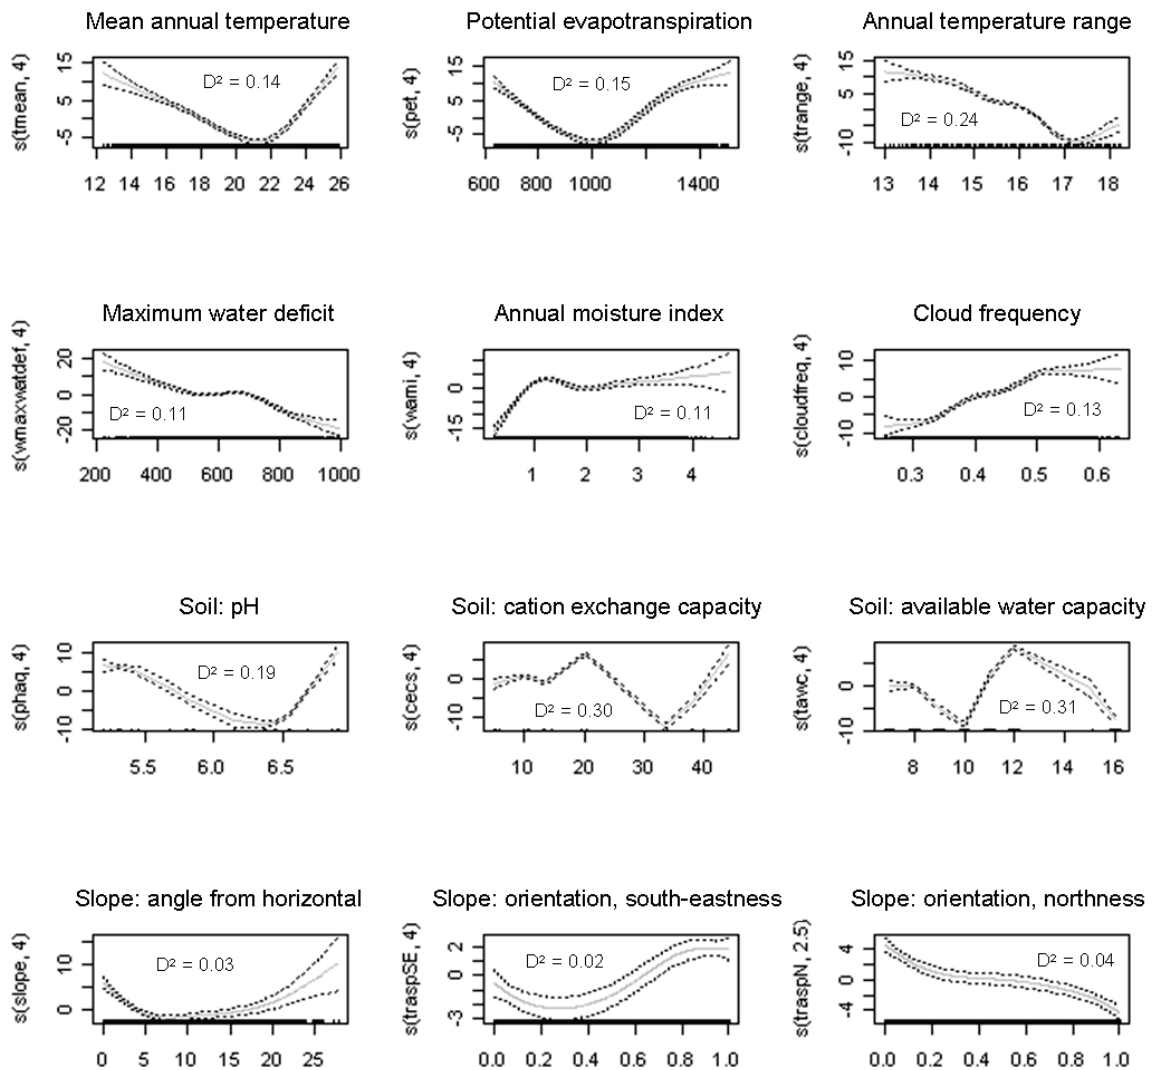 Mean annual temperature
s(tmean, 4)
15
5
-5
D² = 0.14
12 14 16 18 20 22 24 26
Potential evapotranspiration
s(pet, 4)
15
5
-5
D² = 0.15
600 800 1000 1400
Annual temperature range
s(trange, 4)
15
5
-10
D² = 0.24
13 14 15 16 17 18
Maximum water deficit
s(wmaxwatdef, 4)
20
0
-20
D² = 0.11
200 400 600 800 1000
Annual moisture index
s(wami, 4)
0
-15
D² = 0.11
1 2 3 4
Cloud frequency
s(cloudfreq, 4)
10
0
-10
D² = 0.13
0.3 0.4 0.5 0.6
Soil: pH
s(phaq, 4)
10
0
-10
D² = 0.19
5.5 6.0 6.5
Soil: cation exchange capacity
s(cecs, 4)
0
-10
D² = 0.30
10 20 30 40
Soil: available water capacity
s(tawc, 4)
0
-10
D² = 0.31
8 10 12 14 16
Slope: angle from horizontal
s(slope, 4)
10
0
D² = 0.03
0 5 10 15 20 25
Slope: orientation, south-eastness
s(traspSE, 4)
2
0
-3
D² = 0.02
0.0 0.2 0.4 0.6 0.8 1.0
Slope: orientation, northness
s(traspN, 2.5)
4
0
-4
D² = 0.04
0.0 0.2 0.4 0.6 0.8 1.0